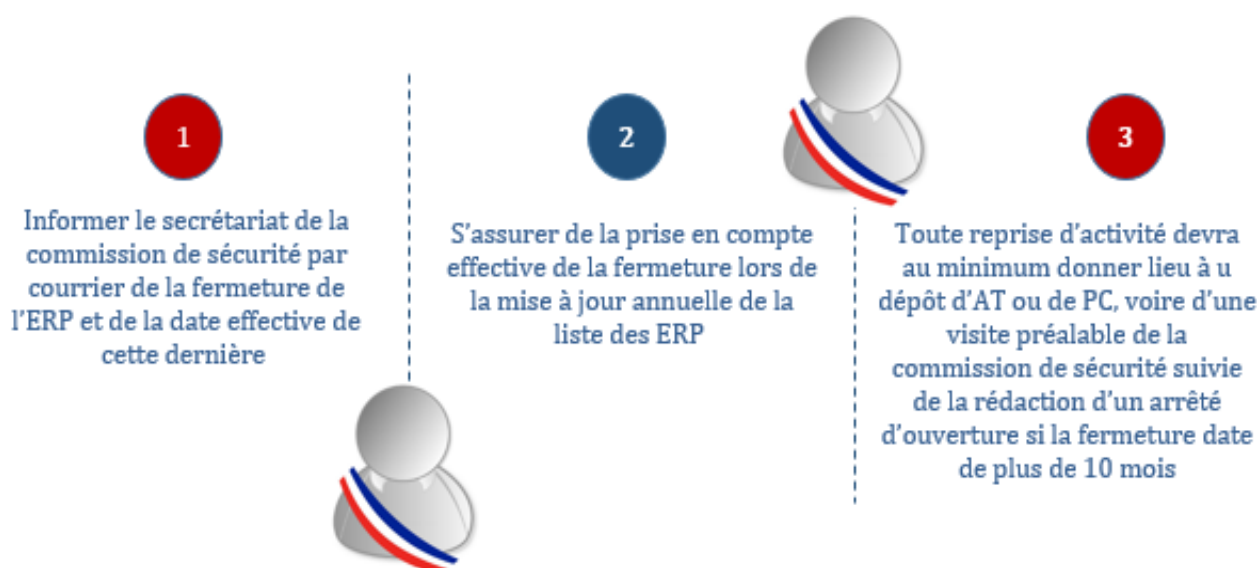 1
Informer le secrétariat de la
commission de sécurité par
courrier de la fermeture de
l'ERP et de la date effective de
cette dernière
2
S'assurer de la prise en compte
effective de la fermeture lors de
la mise à jour annuelle de la
liste des ERP
3
Toute reprise d'activité devra
au minimum donner lieu à u
dépôt d'AT ou de PC, voire d'une
visite préalable de la
commission de sécurité suivie
de la rédaction d'un arrêté
d'ouverture si la fermeture date
de plus de 10 mois